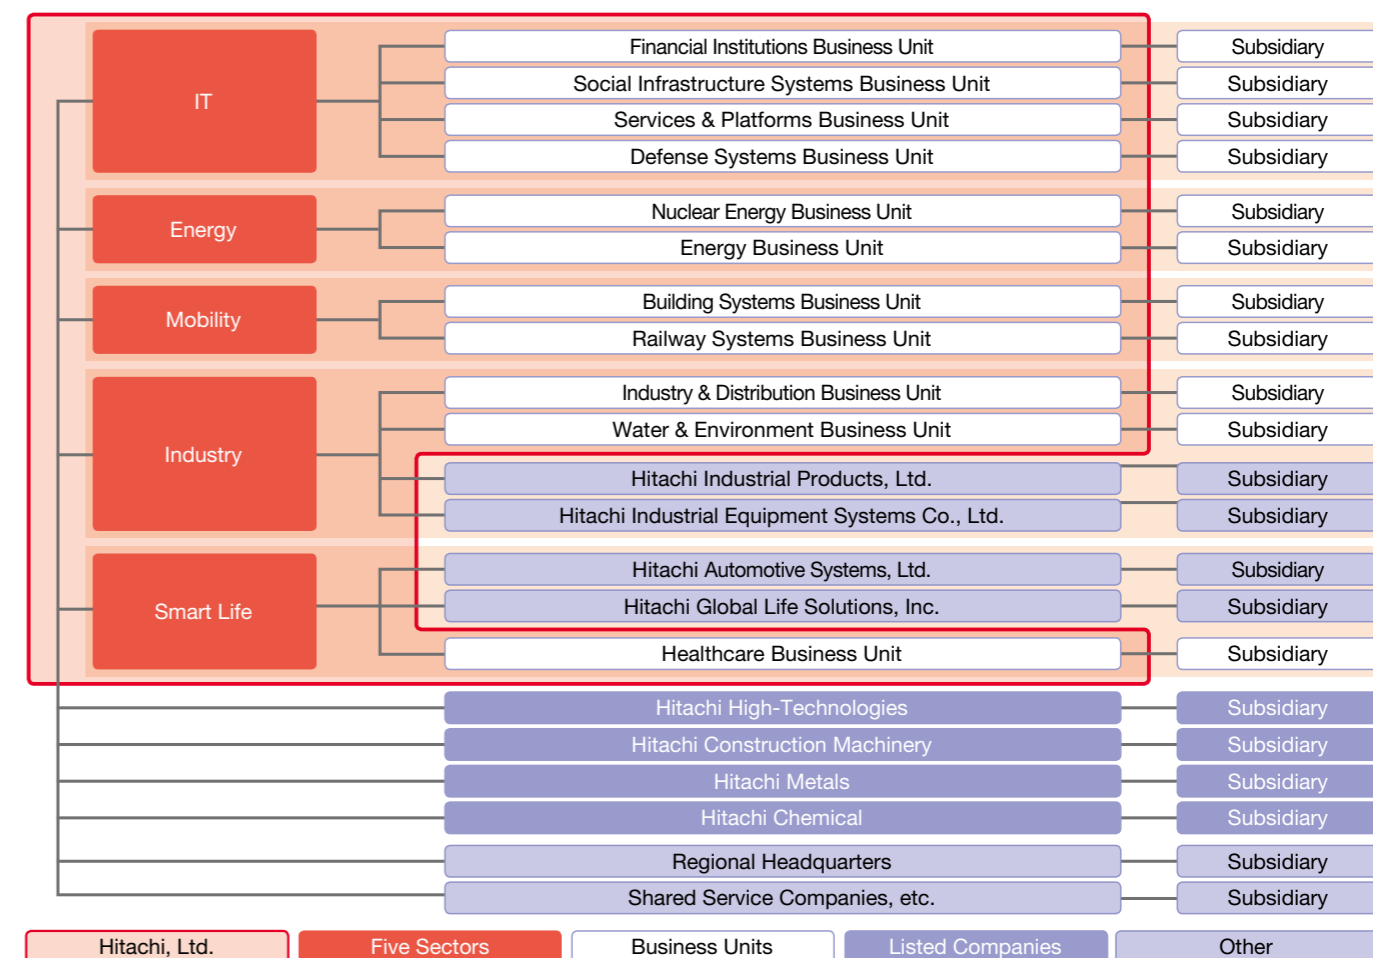 IT
Financial Institutions Business Unit Subsidiary
Social Infrastructure Systems Business Unit Subsidiary
Services & Platforms Business Unit Subsidiary
Defense Systems Business Unit Subsidiary
Energy
Nuclear Energy Business Unit Subsidiary
Energy Business Unit Subsidiary
Mobility
Building Systems Business Unit Subsidiary
Railway Systems Business Unit Subsidiary
Industry
Industry & Distribution Business Unit Subsidiary
Water & Environment Business Unit Subsidiary
Hitachi Industrial Products, Ltd. Subsidiary
Hitachi Industrial Equipment Systems Co., Ltd. Subsidiary
Smart Life
Hitachi Automotive Systems, Ltd. Subsidiary
Hitachi Global Life Solutions, Inc. Subsidiary
Healthcare Business Unit Subsidiary
Hitachi High-Technologies Subsidiary
Hitachi Construction Machinery Subsidiary
Hitachi Metals Subsidiary
Hitachi Chemical Subsidiary
Regional Headquarters Subsidiary
Shared Service Companies, etc. Subsidiary
Hitachi, Ltd. Five Sectors Business Units Listed Companies Other